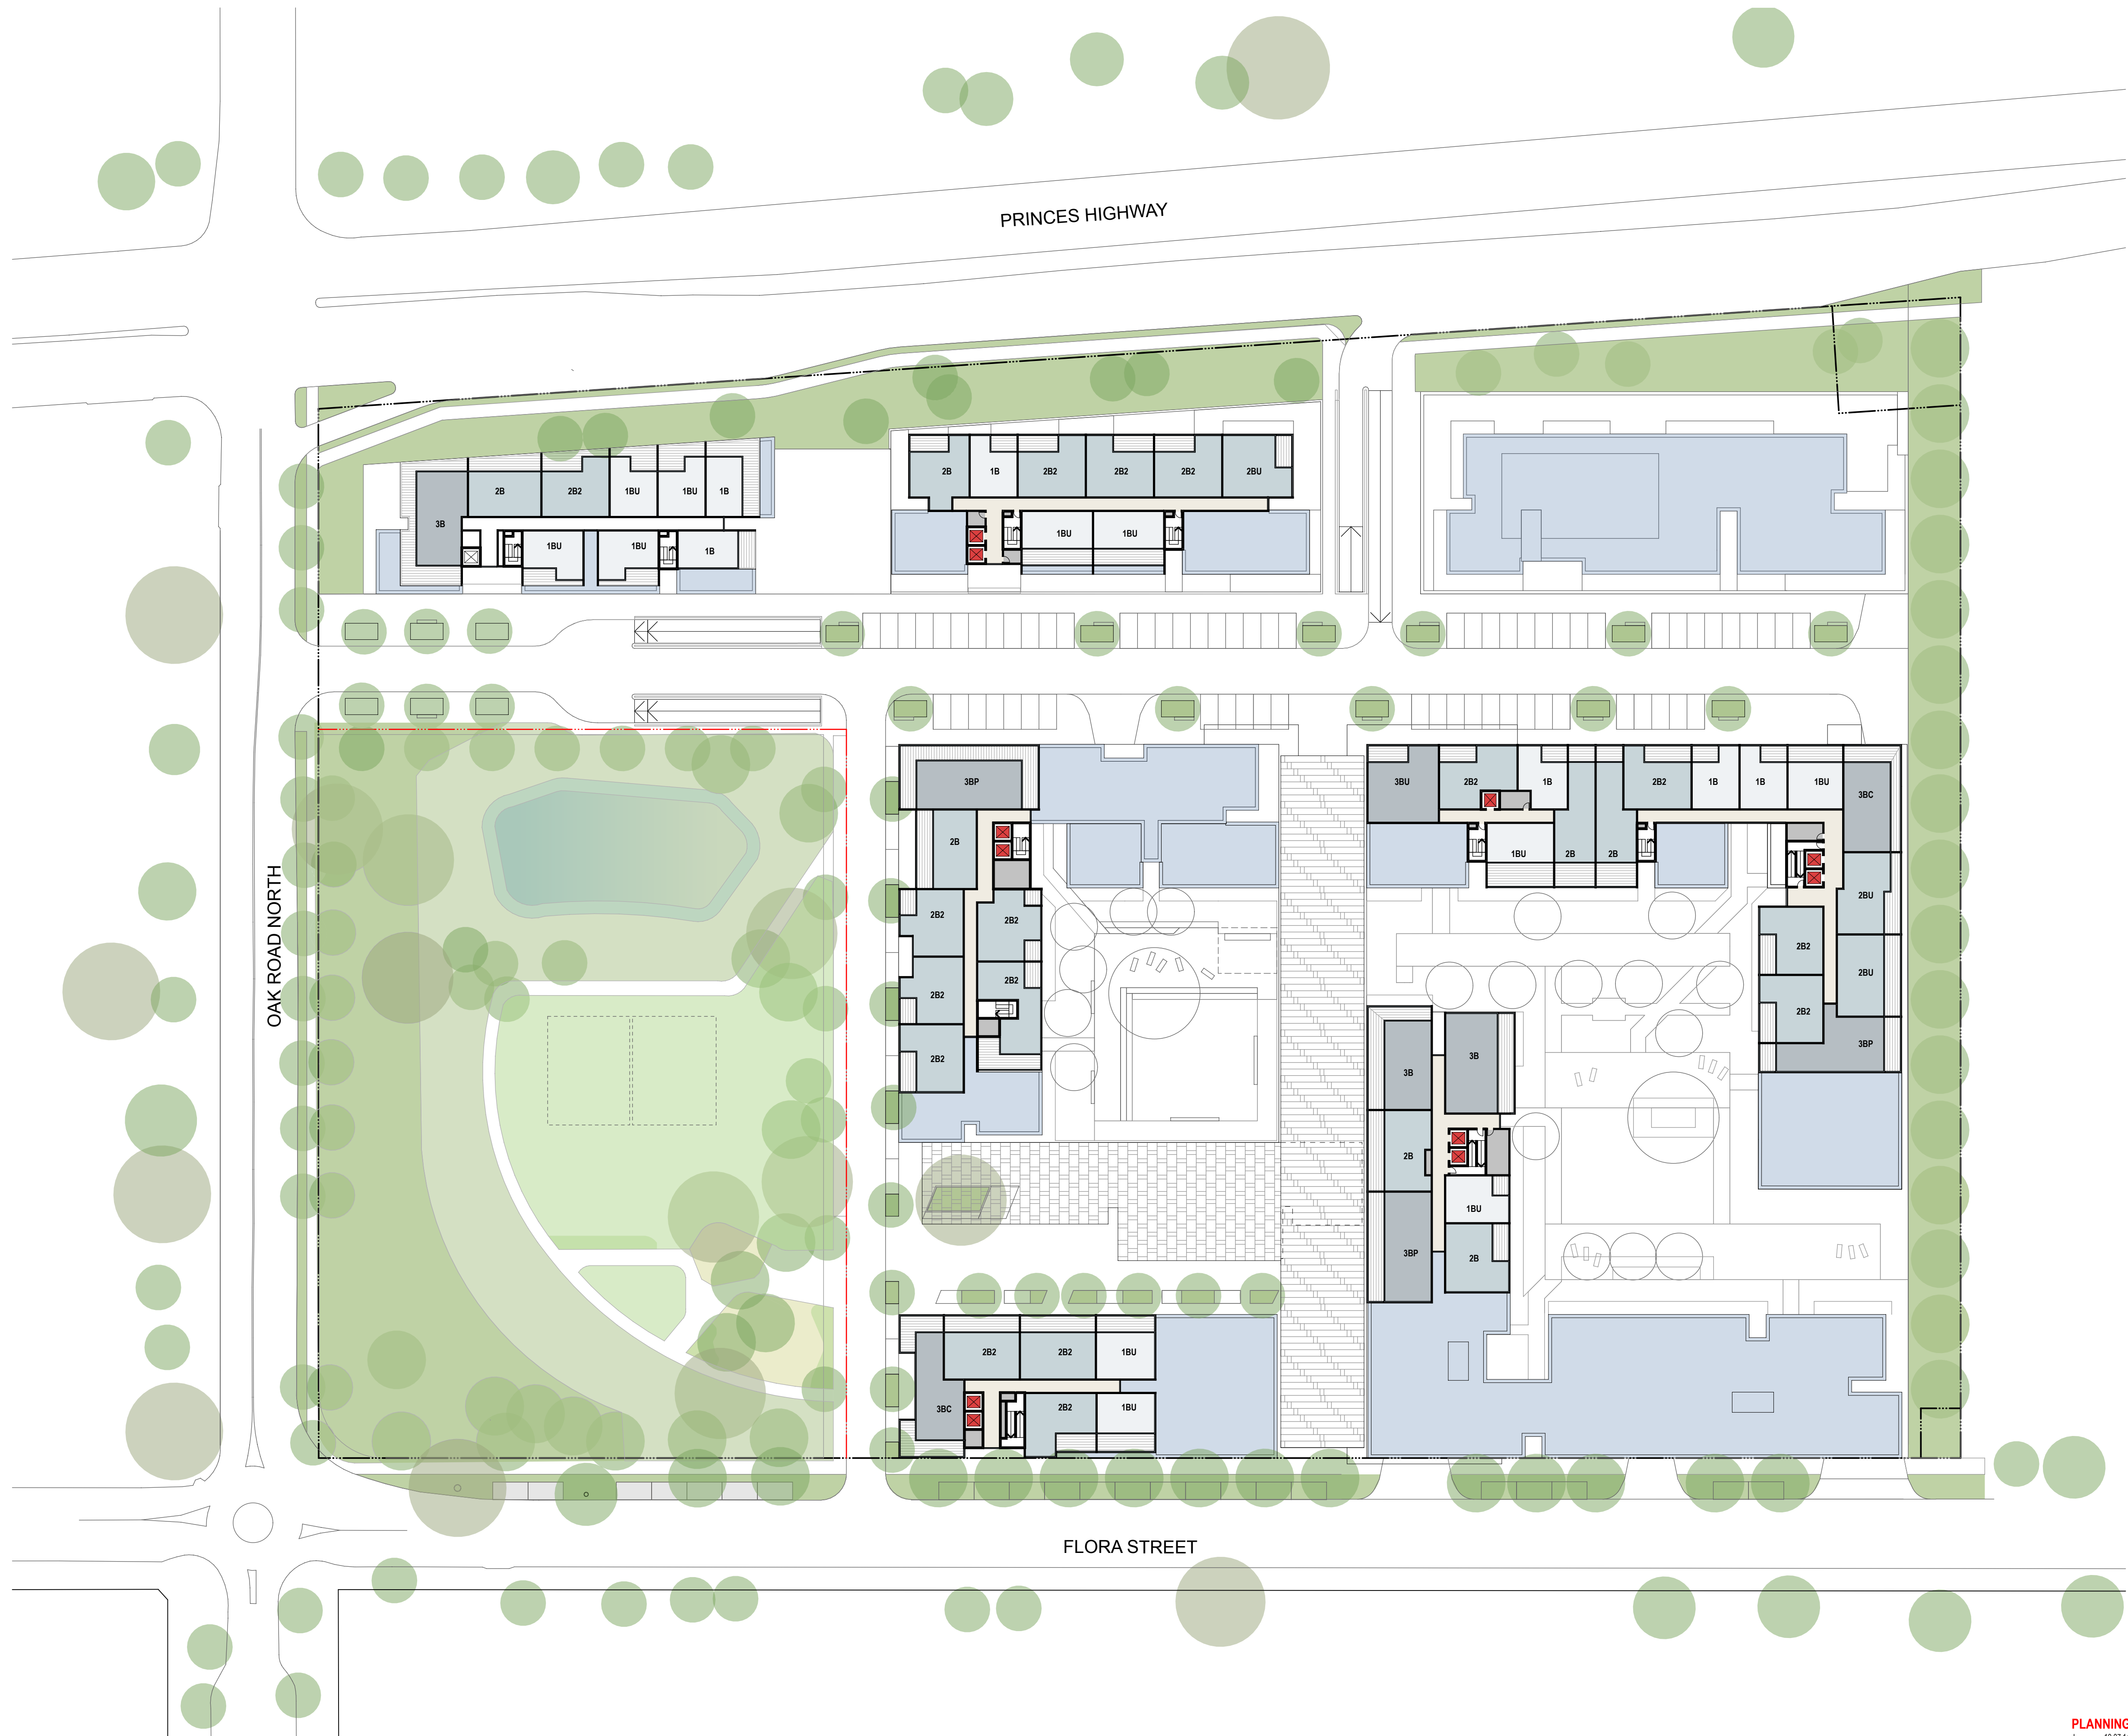 PRINCES HIGHWAY
2B
1B
2B2
2B2
2B2
2BU
2B
2B2
1BU
1BU
1B
3B
1BU
1BU
1B
1BU
1BU
3BP
3BU
2B2
1B
2B2
1B
1B
1BU
3BC
2B
1BU
2B
2B
2BU
2B2
2B2
2B2
2BU
2B2
2B2
2B2
3BP
2B2
3B
3B
2B
1BU
3BP
2B
2B2
2B2
1BU
3BC
2B2
1BU
OAK ROAD NORTH
FLORA STREET
PLANNING